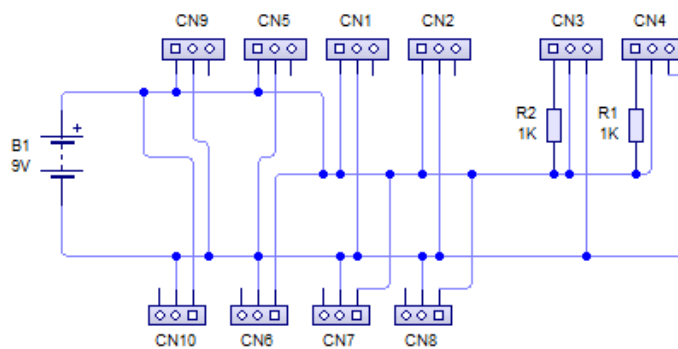 CN9 CN5 CN1 CN2 CN3 CN4
R2 1K
R1 1K
B1 +
9V
CN10 CN6 CN7 CN8